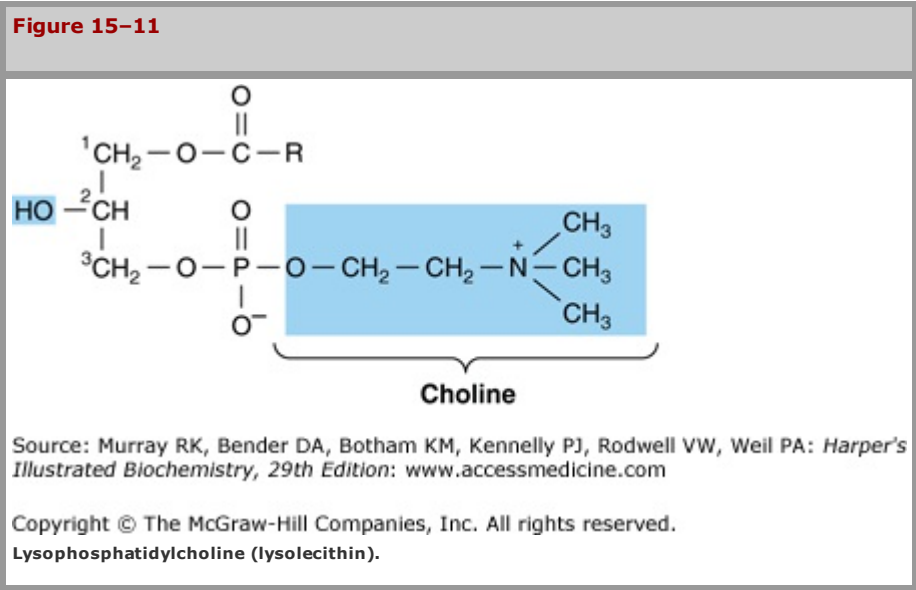 Figure 15–11
O
||
¹CH₂ — O — C — R
|
HO — ²CH O CH₃
| || +
³CH₂ — O — P — O — CH₂ — CH₂ — N — CH₃
|
O⁻ CH₃
Choline
Source: Murray RK, Bender DA, Botham KM, Kennelly PJ, Rodwell VW, Weil PA: Harper's
Illustrated Biochemistry, 29th Edition: www.accessmedicine.com
Copyright © The McGraw-Hill Companies, Inc. All rights reserved.
Lysophosphatidylcholine (lysolecithin).